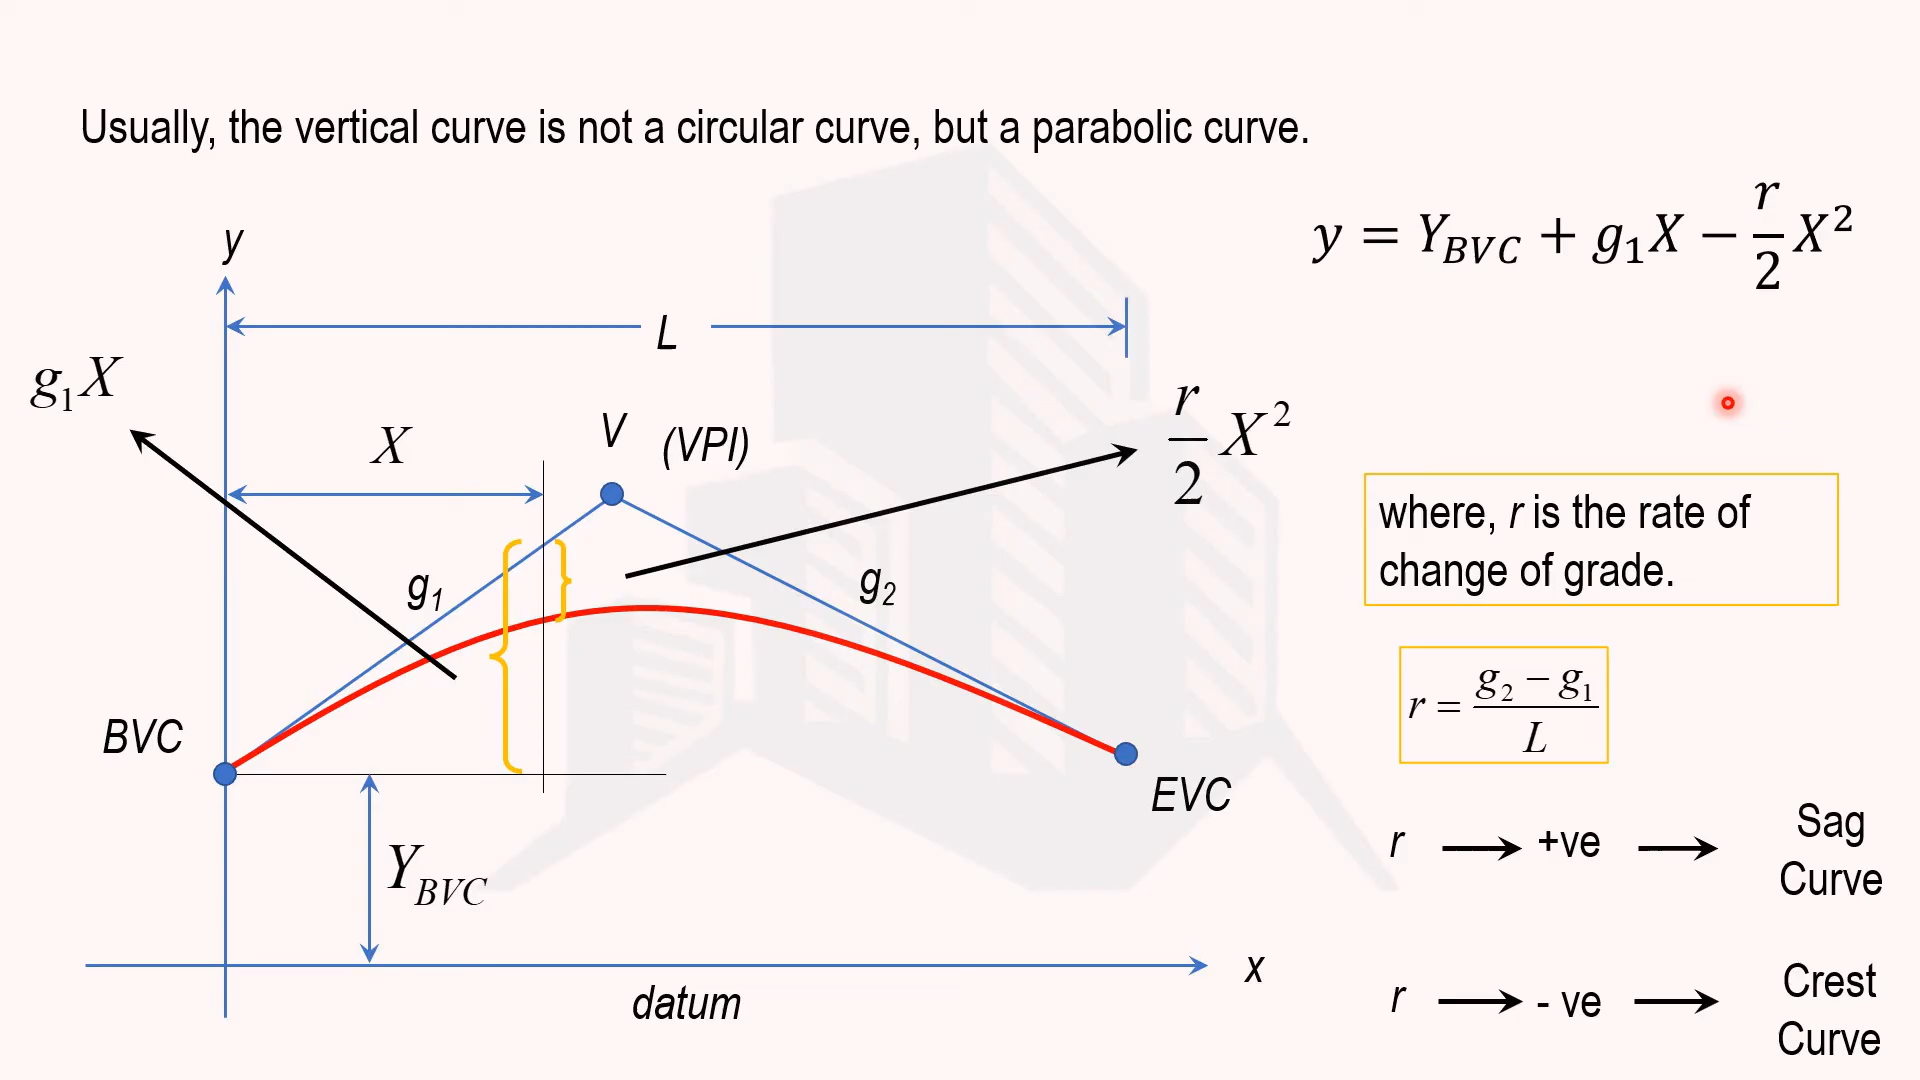 Usually, the vertical curve is not a circular curve, but a parabolic curve.
y = Y_BVC + g₁X − r/2 X²
y
L
g₁X
X
V (VPI)
r/2 X²
g₁
g₂
where, r is the rate of
change of grade.
r = (g₂ − g₁)/L
BVC
EVC
Y_BVC
r → +ve → Sag
Curve
x
datum
r → - ve → Crest
Curve